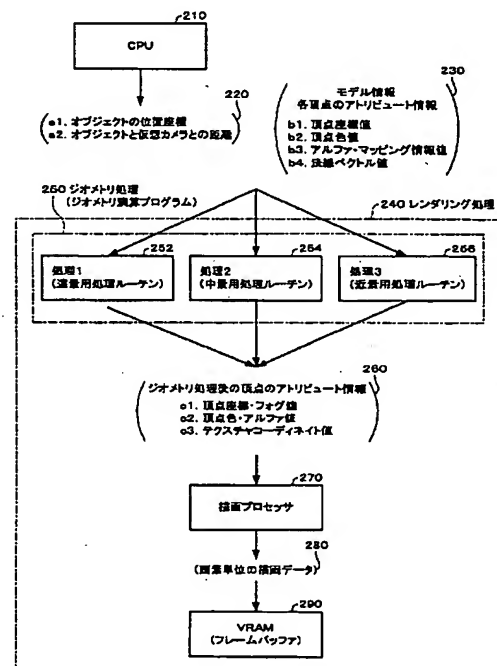 210
CPU
220
a1. オブジェクトの位置座標
a2. オブジェクトと仮想カメラとの距離
230
モデル情報
各頂点のアトリビュート情報
b1. 頂点座標値
b2. 頂点色値
b3. アルファ・マッピング情報値
b4. 法線ベクトル値
250 ジオメトリ処理
(ジオメトリ演算プログラム)
240 レンダリング処理
252
処理1
(遠景用処理ルーテン)
254
処理2
(中景用処理ルーテン)
256
処理3
(近景用処理ルーテン)
260
ジオメトリ処理後の頂点のアトリビュート情報
c1. 頂点座標・フォグ値
c2. 頂点色・アルファ値
c3. テクスチャコーディネイト値
270
描画プロセッサ
280
(画素単位の描画データ)
290
VRAM
(フレームバッファ)